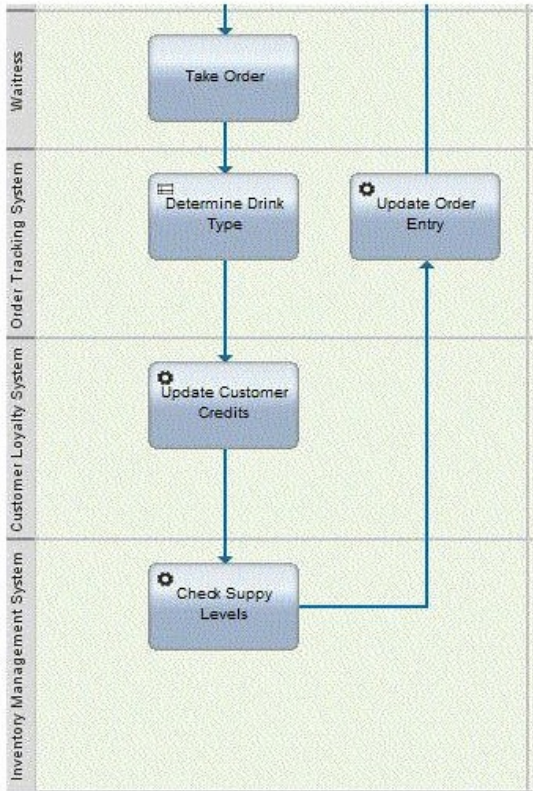 Waitress
Take Order
Order Tracking System
Determine Drink
Type
Update Order
Entry
Customer Loyalty System
Update Customer
Credits
Inventory Management System
Check Suppy
Levels